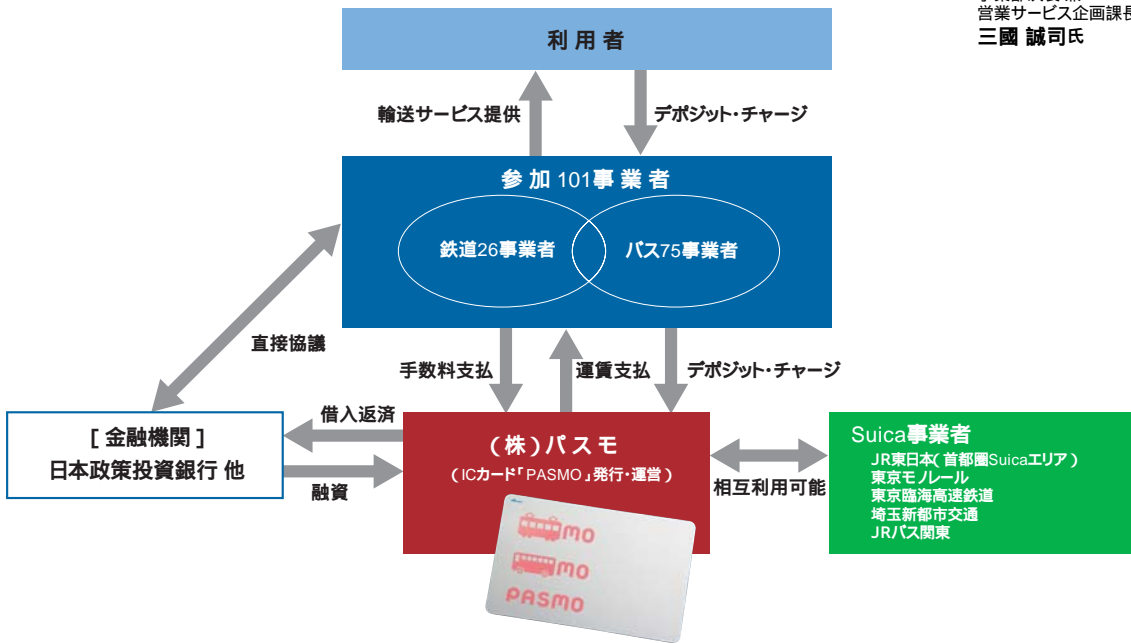 営業サービス企画課長
三國 誠司氏
利用者
輸送サービス提供
デポジット・チャージ
参加101事業者
鉄道26事業者
バス75事業者
直接協議
手数料支払
運賃支払
デポジット・チャージ
[金融機関]
日本政策投資銀行 他
借入返済
融資
(株)パスモ
(ICカード「PASMO」発行・運営)
相互利用可能
Suica事業者
JR東日本(首都圏Suicaエリア)
東京モノレール
東京臨海高速鉄道
埼玉新都市交通
JRバス関東
MO
MO
PASMO